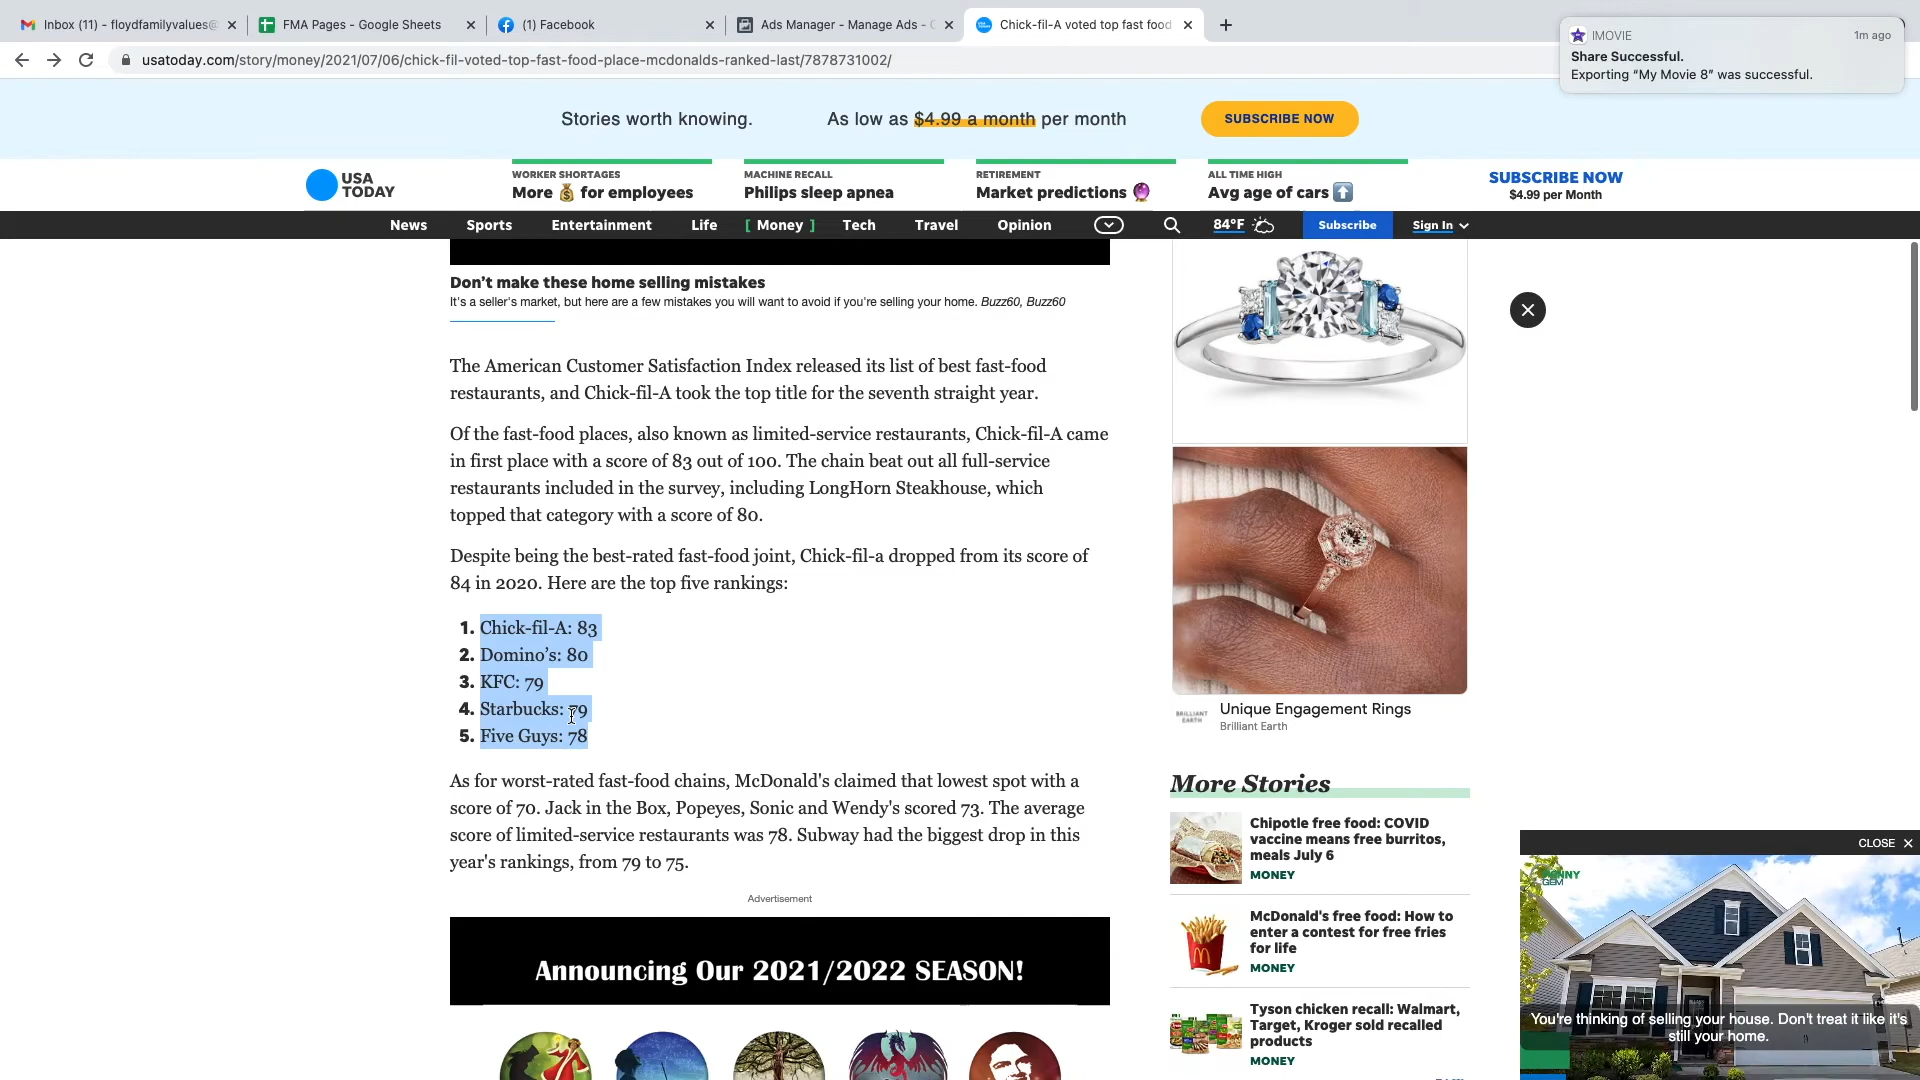 Inbox (11) - floydfamilyvalues@
FMA Pages - Google Sheets
(1) Facebook
Ads Manager - Manage Ads - C
Chick-fil-A voted top fast food
usatoday.com/story/money/2021/07/06/chick-fil-voted-top-fast-food-place-mcdonalds-ranked-last/7878731002/
IMOVIE
1m ago
Share Successful.
Exporting “My Movie 8” was successful.
Stories worth knowing.
As low as $4.99 a month per month
SUBSCRIBE NOW
USA
TODAY
WORKER SHORTAGES
More 💰 for employees
MACHINE RECALL
Philips sleep apnea
RETIREMENT
Market predictions 🔮
ALL TIME HIGH
Avg age of cars ⬆️
SUBSCRIBE NOW
$4.99 per Month
News Sports Entertainment Life [ Money ] Tech Travel Opinion 84°F Subscribe Sign In
Don’t make these home selling mistakes
It's a seller's market, but here are a few mistakes you will want to avoid if you're selling your home. Buzz60, Buzz60
The American Customer Satisfaction Index released its list of best fast-food
restaurants, and Chick-fil-A took the top title for the seventh straight year.
Of the fast-food places, also known as limited-service restaurants, Chick-fil-A came
in first place with a score of 83 out of 100. The chain beat out all full-service
restaurants included in the survey, including LongHorn Steakhouse, which
topped that category with a score of 80.
Despite being the best-rated fast-food joint, Chick-fil-a dropped from its score of
84 in 2020. Here are the top five rankings:
1. Chick-fil-A: 83
2. Domino’s: 80
3. KFC: 79
4. Starbucks: 79
5. Five Guys: 78
As for worst-rated fast-food chains, McDonald's claimed that lowest spot with a
score of 70. Jack in the Box, Popeyes, Sonic and Wendy's scored 73. The average
score of limited-service restaurants was 78. Subway had the biggest drop in this
year's rankings, from 79 to 75.
Advertisement
Announcing Our 2021/2022 SEASON!
BRILLIANT
EARTH
Unique Engagement Rings
Brilliant Earth
More Stories
Chipotle free food: COVID
vaccine means free burritos,
meals July 6
MONEY
McDonald's free food: How to
enter a contest for free fries
for life
MONEY
Tyson chicken recall: Walmart,
Target, Kroger sold recalled
products
MONEY
CLOSE ✕
GEM
You're thinking of selling your house. Don't treat it like it's
still your home.